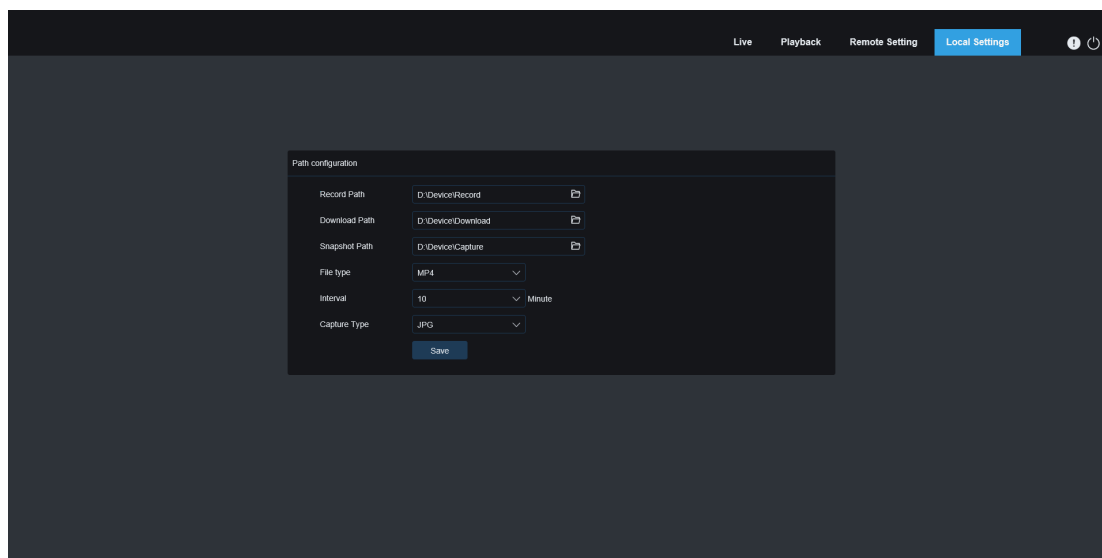 Live Playback Remote Setting Local Settings
Path configuration
Record Path D:\Device\Record
Download Path D:\Device\Download
Snapshot Path D:\Device\Capture
File type MP4
Interval 10 Minute
Capture Type JPG
Save